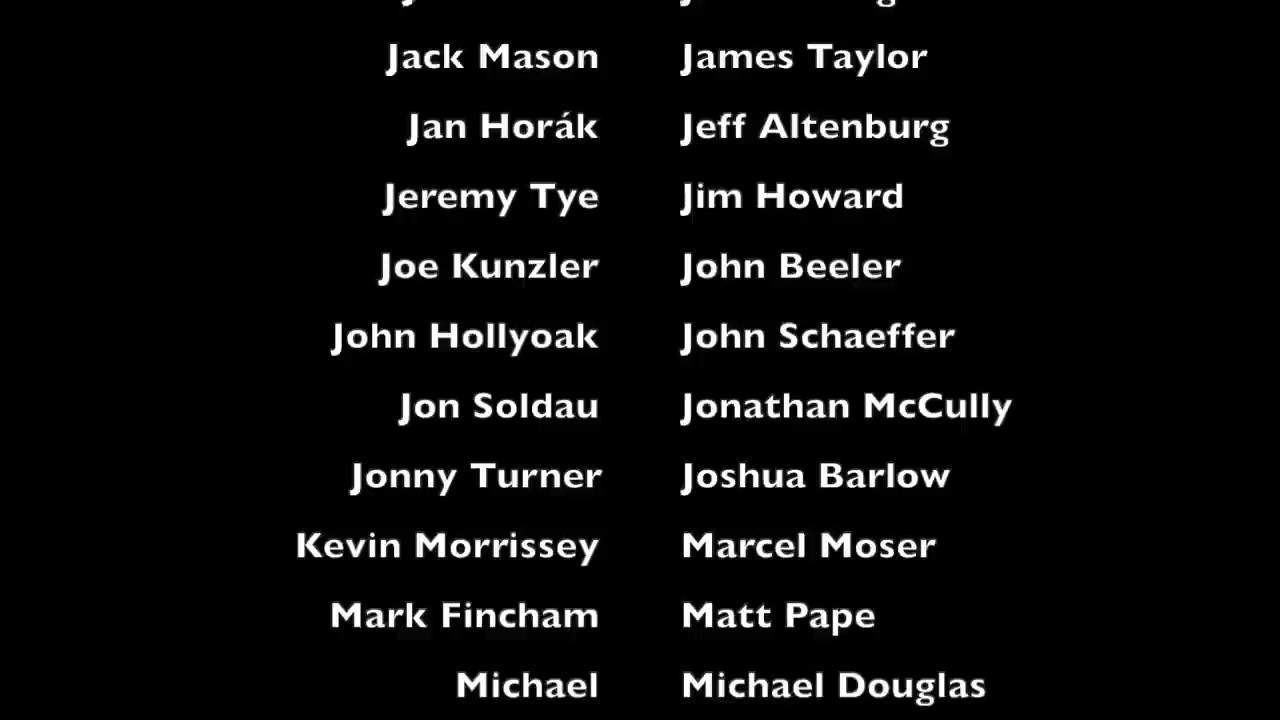 Jack Mason James Taylor
Jan Horák Jeff Altenburg
Jeremy Tye Jim Howard
Joe Kunzler John Beeler
John Hollyoak John Schaeffer
Jon Soldau Jonathan McCully
Jonny Turner Joshua Barlow
Kevin Morrissey Marcel Moser
Mark Fincham Matt Pape
Michael Michael Douglas